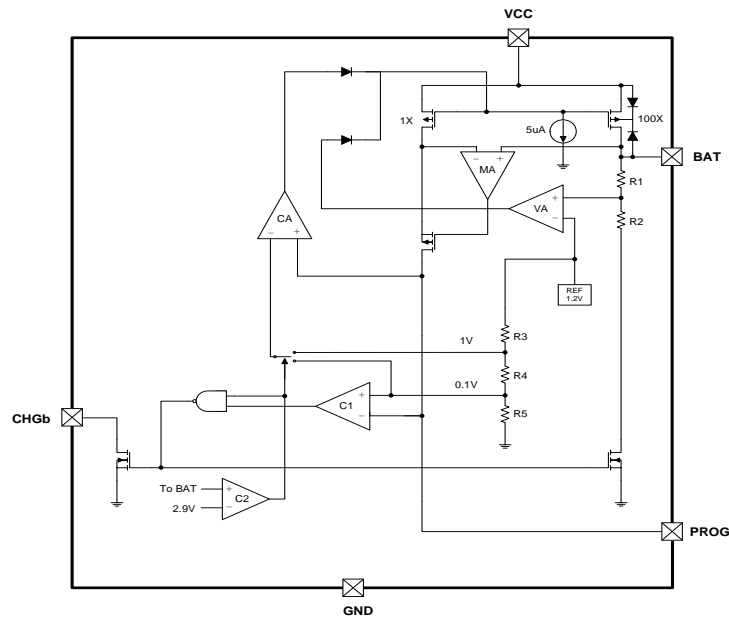 VCC
1X
5uA
100X
BAT
- +
MA
R1
CA
+
VA
-
R2
- +
REF
1.2V
R3
1V
R4
0.1V
+
C1
-
R5
CHGb
To BAT
+
C2
2.9V
-
PROG
GND